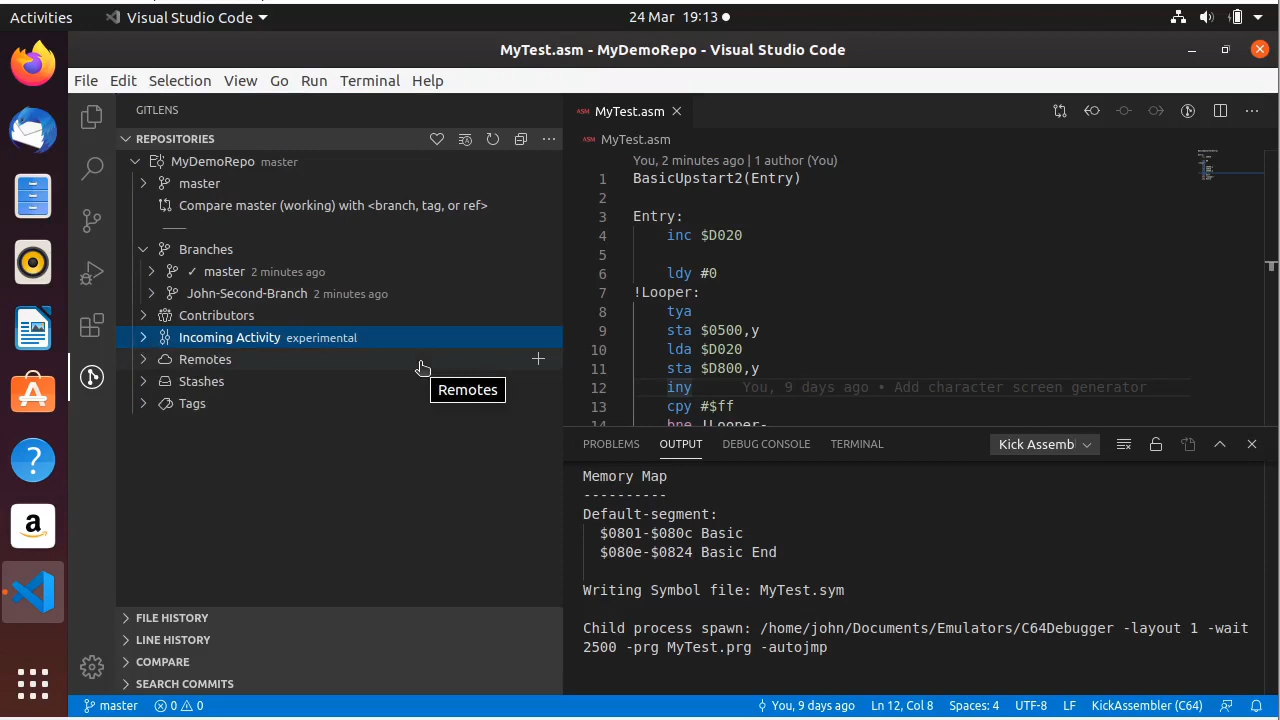 Activities
Visual Studio Code
24 Mar 19:13
MyTest.asm - MyDemoRepo - Visual Studio Code
File Edit Selection View Go Run Terminal Help
GITLENS
REPOSITORIES
MyDemoRepo master
master
Compare master (working) with <branch, tag, or ref>
Branches
✓ master 2 minutes ago
John-Second-Branch 2 minutes ago
Contributors
Incoming Activity experimental
Remotes
Remotes
Stashes
Tags
FILE HISTORY
LINE HISTORY
COMPARE
SEARCH COMMITS
ASM MyTest.asm
ASM MyTest.asm
You, 2 minutes ago | 1 author (You)
1 BasicUpstart2(Entry)
2
3 Entry:
4 inc $D020
5
6 ldy #0
7 !Looper:
8 tya
9 sta $0500,y
10 lda $D020
11 sta $D800,y
12 iny You, 9 days ago • Add character screen generator
13 cpy #$ff
14 bne !Looper-
PROBLEMS OUTPUT DEBUG CONSOLE TERMINAL
Kick Assemb
Memory Map
----------
Default-segment:
$0801-$080c Basic
$080e-$0824 Basic End
Writing Symbol file: MyTest.sym
Child process spawn: /home/john/Documents/Emulators/C64Debugger -layout 1 -wait
2500 -prg MyTest.prg -autojmp
master 0 0
You, 9 days ago Ln 12, Col 8 Spaces: 4 UTF-8 LF KickAssembler (C64)